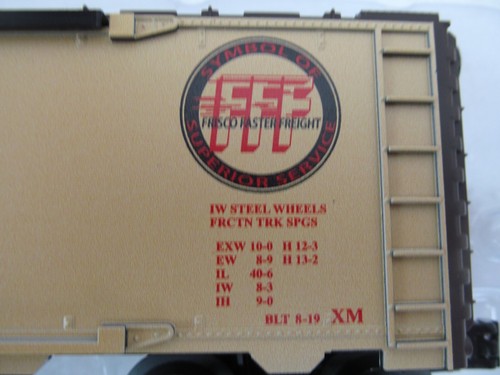 SYMBOL OF
FFF
FRISCO FASTER FREIGHT
SUPERIOR SERVICE
IW STEEL WHEELS
FRCTN TRK SPGS
EXW 10-0 H 12-3
EW 8-9 H 13-2
IL 40-6
IW 8-3
IH 9-0
BLT 8-19 XM